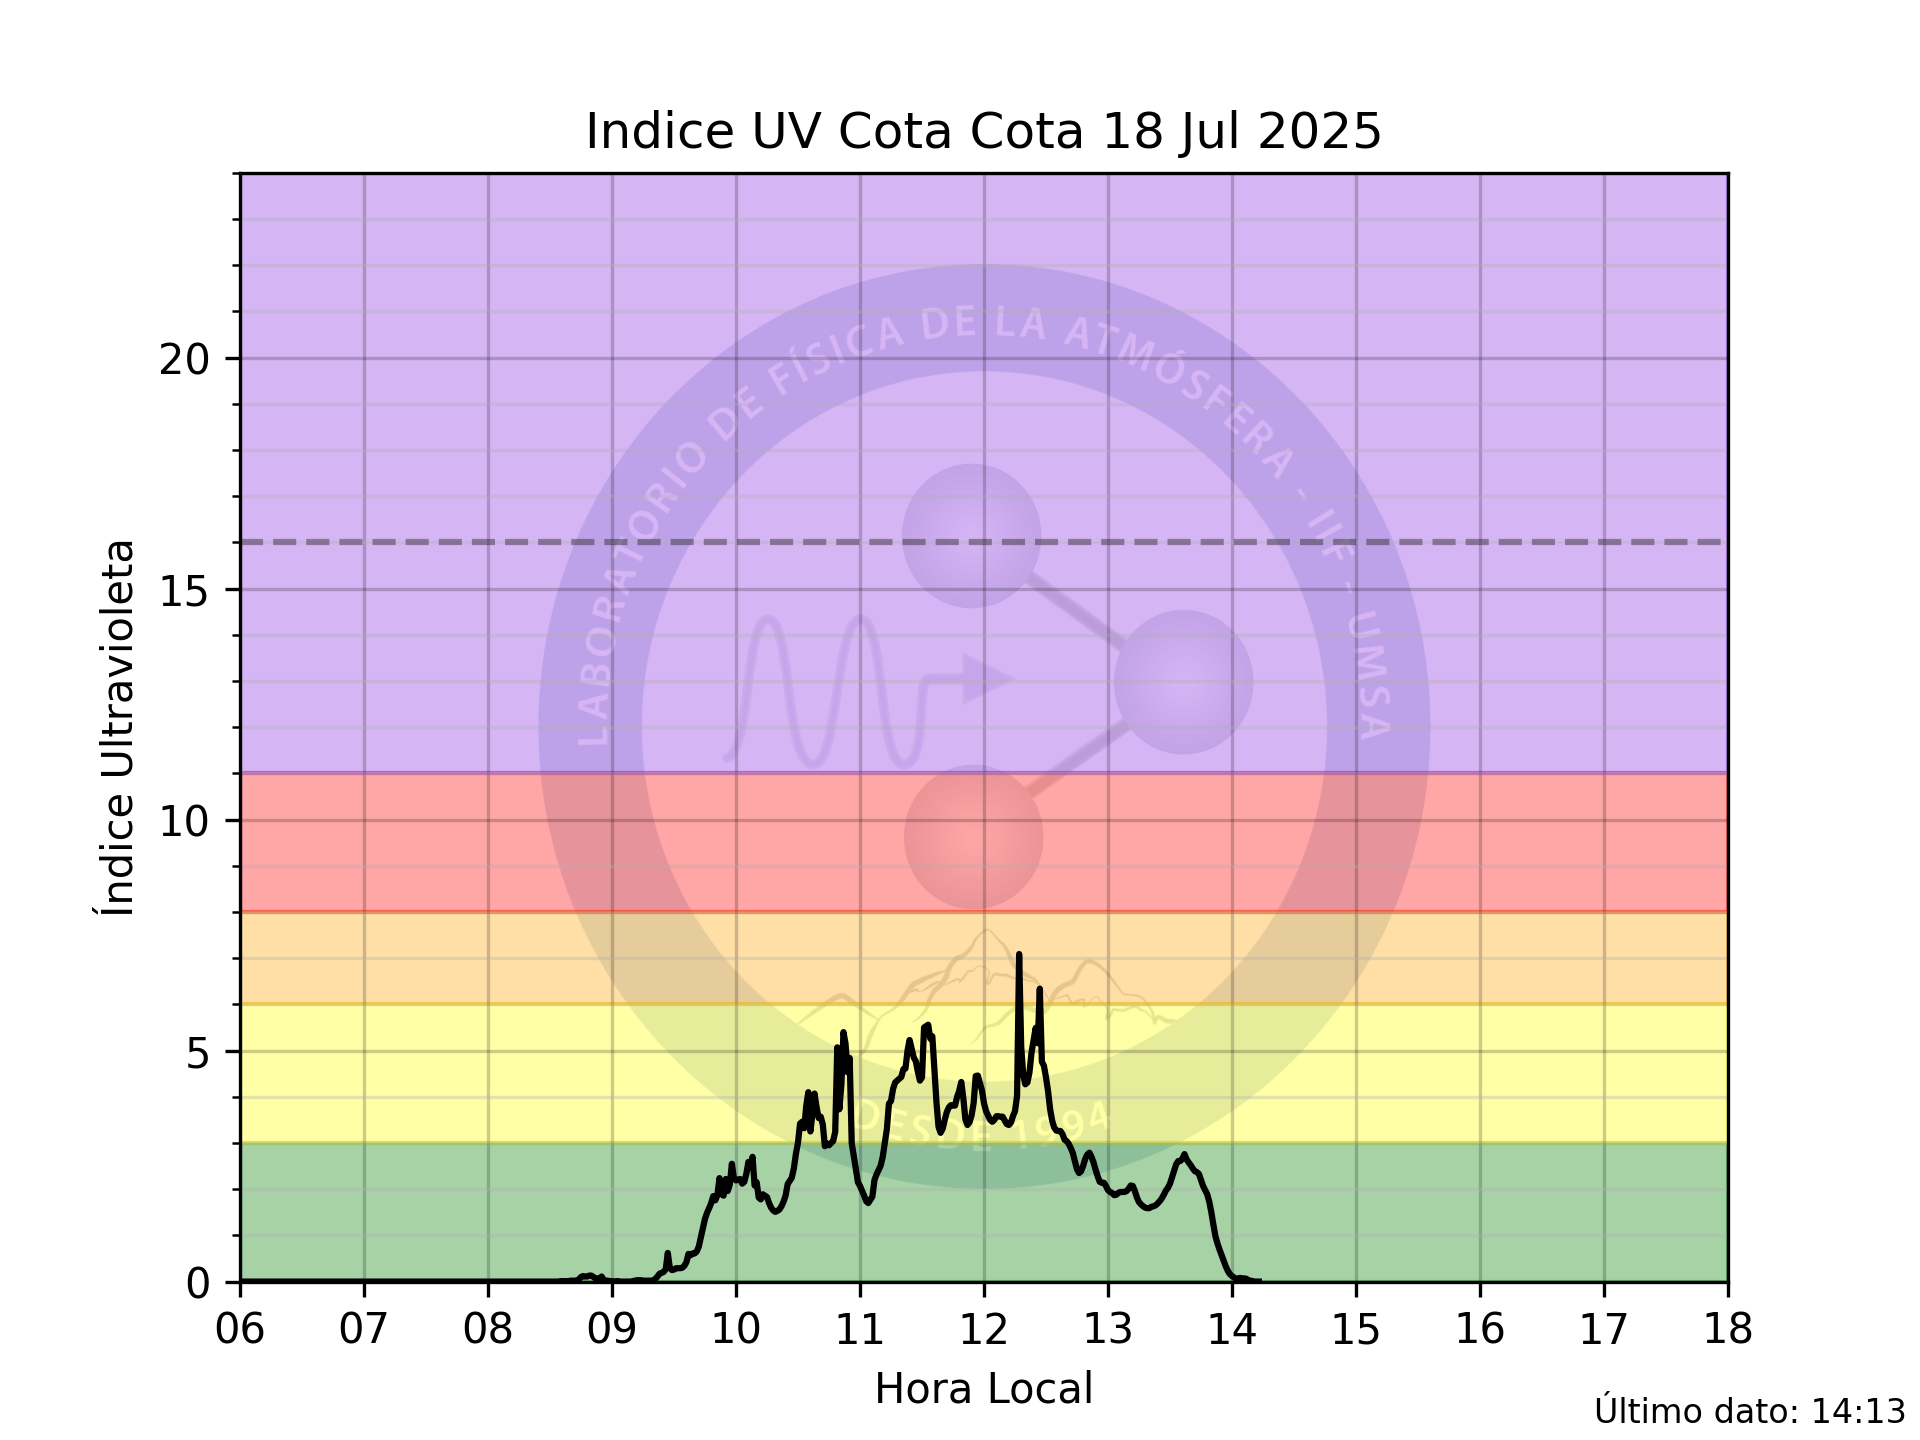 Indice UV Cota Cota 18 Jul 2025
LABORATORIO DE FÍSICA DE LA ATMÓSFERA - IIF - UMSA
DESDE 1994
Índice Ultravioleta
20
15
10
5
0
06 07 08 09 10 11 12 13 14 15 16 17 18
Hora Local
Último dato: 14:13